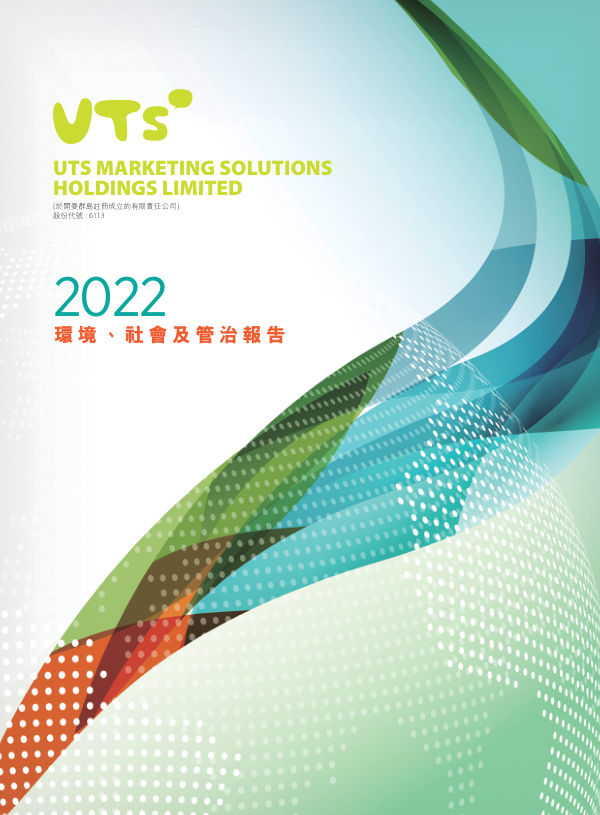 UTS
UTS MARKETING SOLUTIONS
HOLDINGS LIMITED
(於開曼群島註冊成立的有限責任公司)
股份代號 : 6113
2022
環境、社會及管治報告